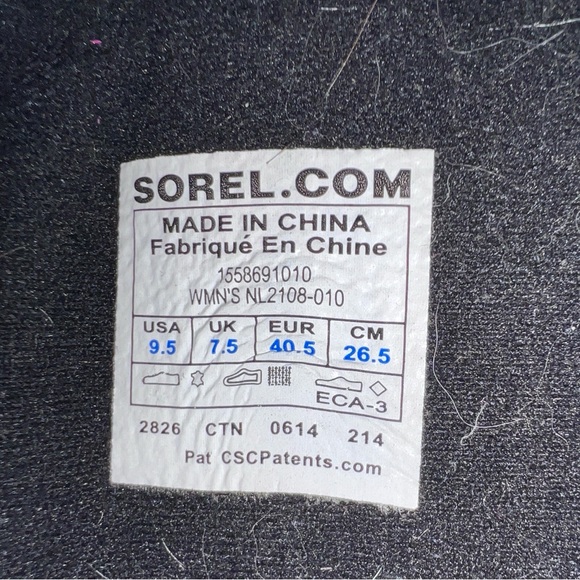 SOREL.COM
MADE IN CHINA
Fabriqué En Chine
1558691010
WMN'S NL2108-010
USA UK EUR CM
9.5 7.5 40.5 26.5
ECA-3
2826 CTN 0614 214
Pat CSCPatents.com